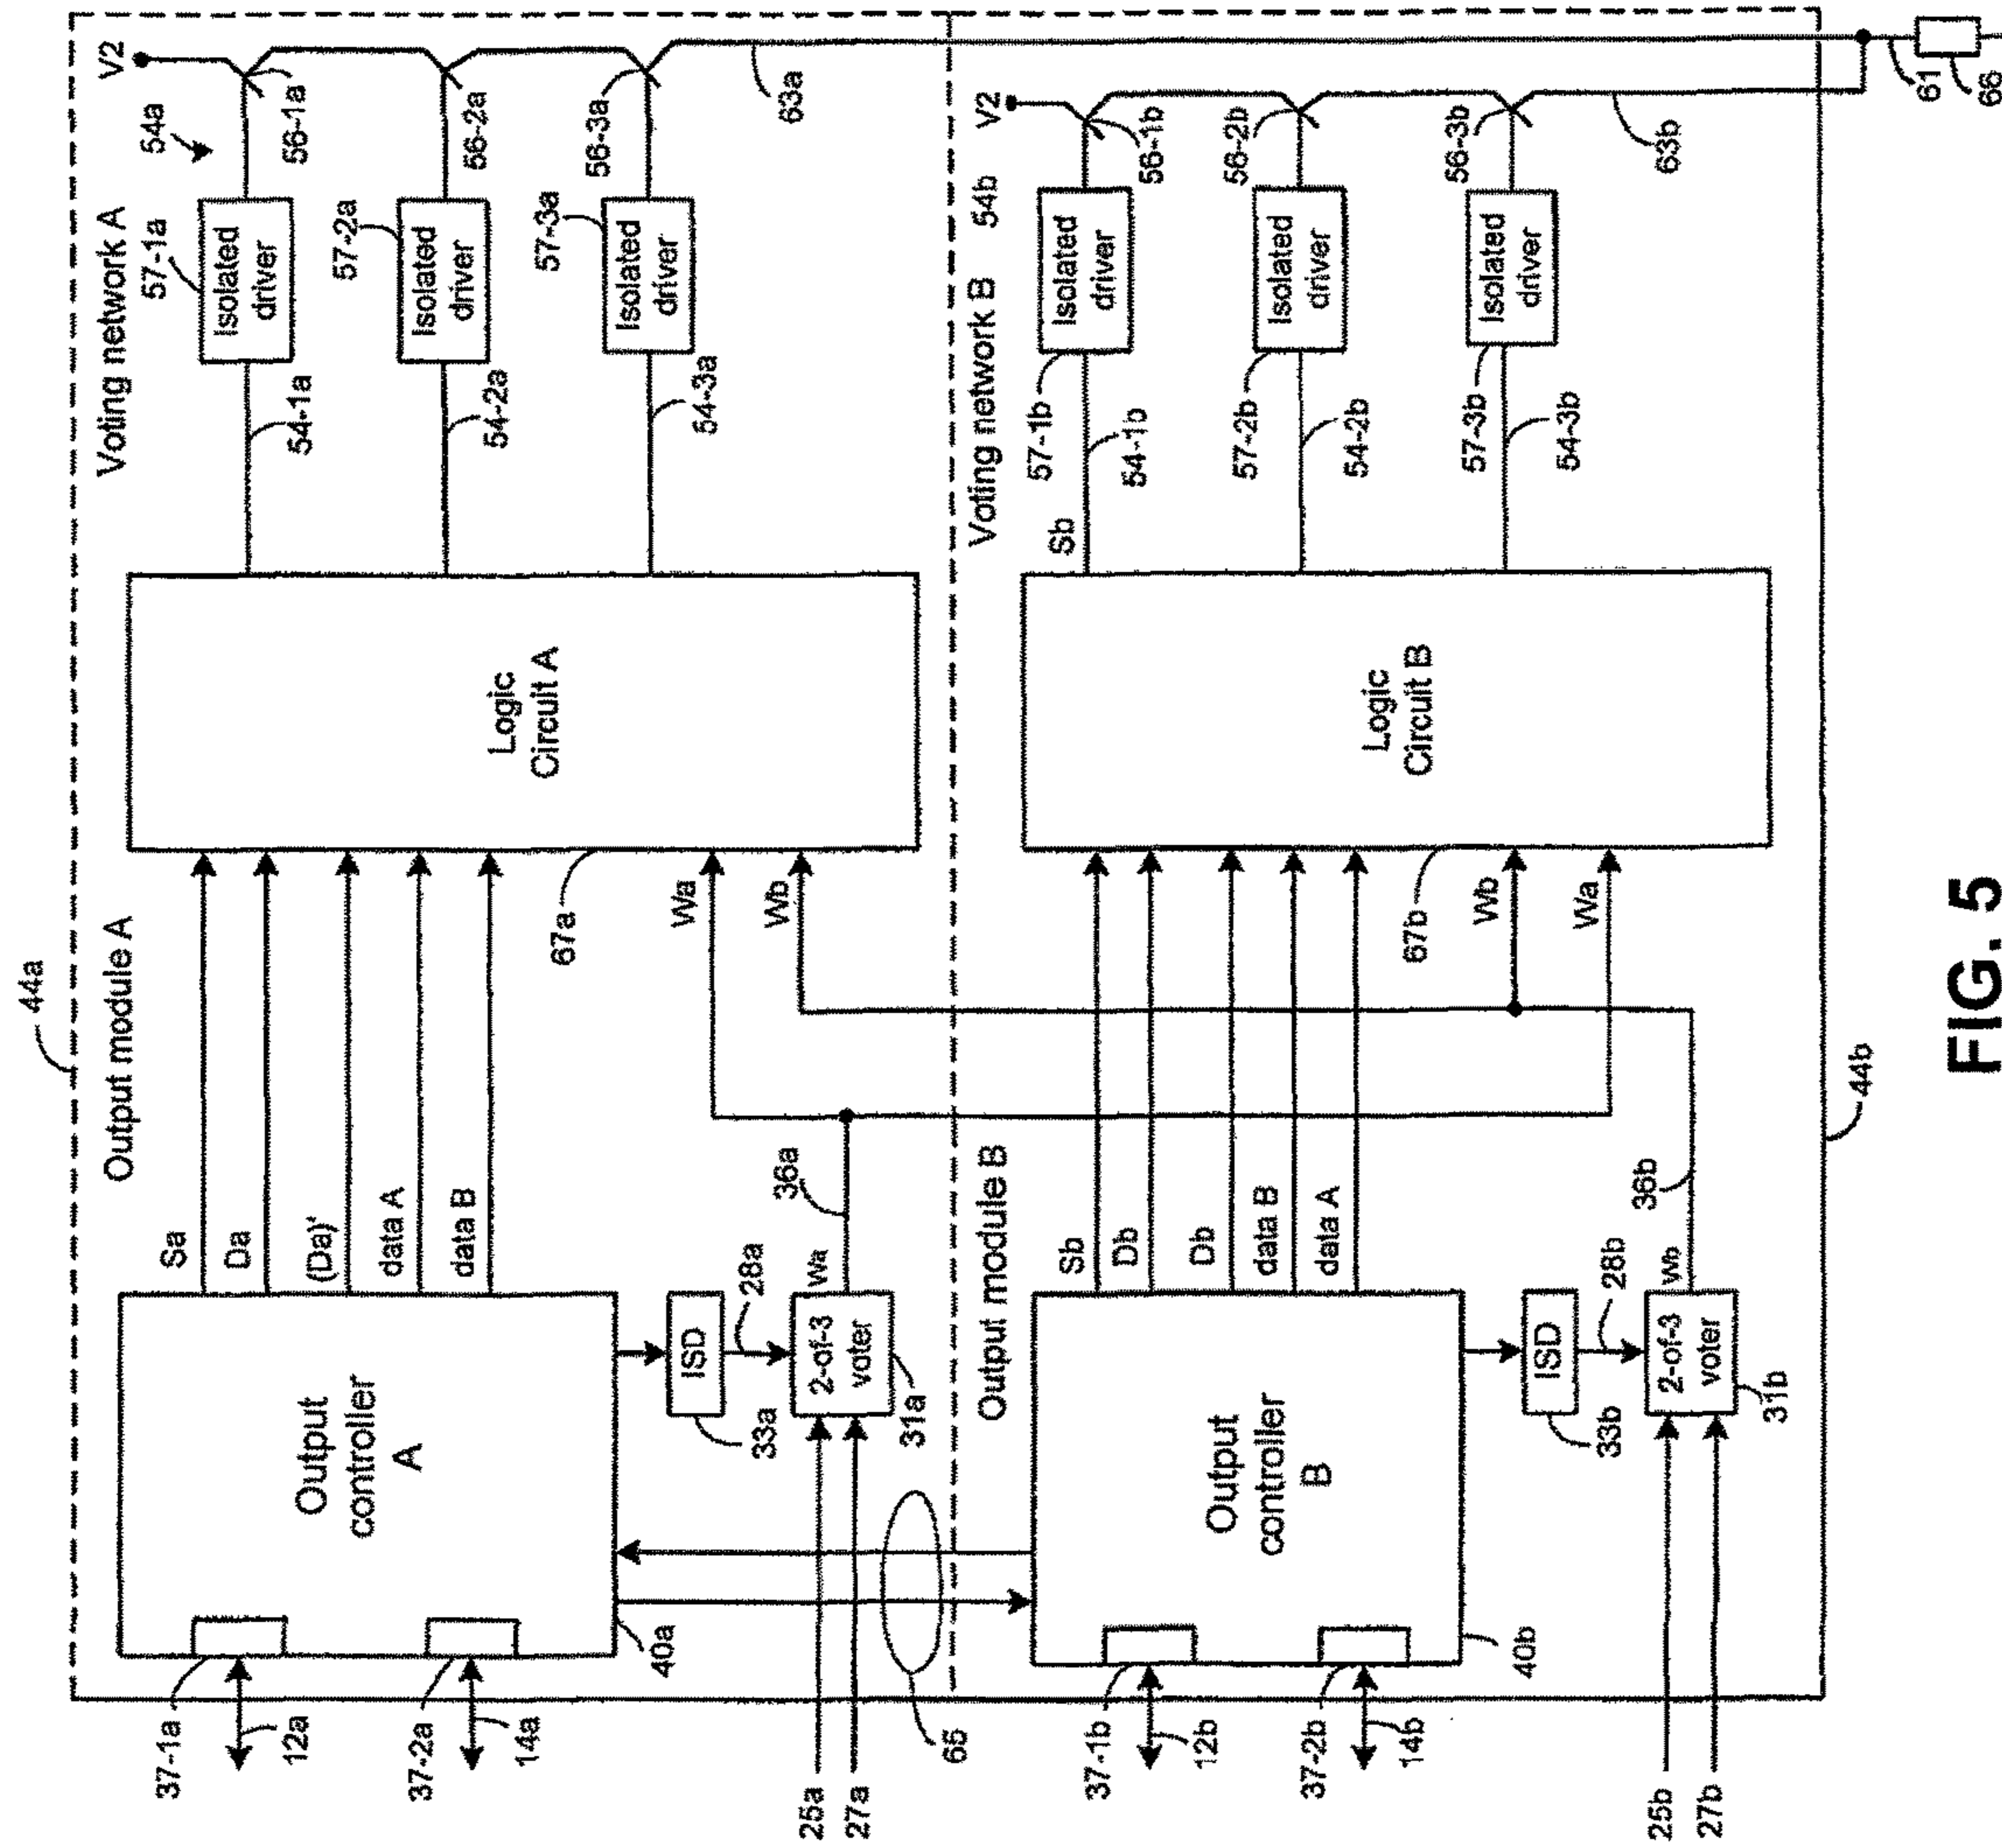 44a
Output module A
Voting network A
54a
V2
37-1a
12a
37-2a
14a
Output
controller
A
40a
Sa
Da
(Da)'
data A
data B
ISD
33a
28a
2-of-3
voter
31a
Wa
36a
25a
27a
65
Wa
Wb
67a
Logic
Circuit A
54-1a
54-2a
54-3a
57-1a
Isolated
driver
57-2a
Isolated
driver
57-3a
Isolated
driver
56-1a
56-2a
56-3a
63a
Output module B
Voting network B
54b
V2
37-1b
12b
37-2b
14b
Output
controller
B
40b
Sb
Db
Db
data B
data A
ISD
33b
28b
2-of-3
voter
31b
Wb
36b
25b
27b
Wb
Wa
67b
Logic
Circuit B
Sb
54-1b
54-2b
54-3b
57-1b
Isolated
driver
57-2b
Isolated
driver
57-3b
Isolated
driver
56-1b
56-2b
56-3b
63b
61
66
44b
FIG. 5